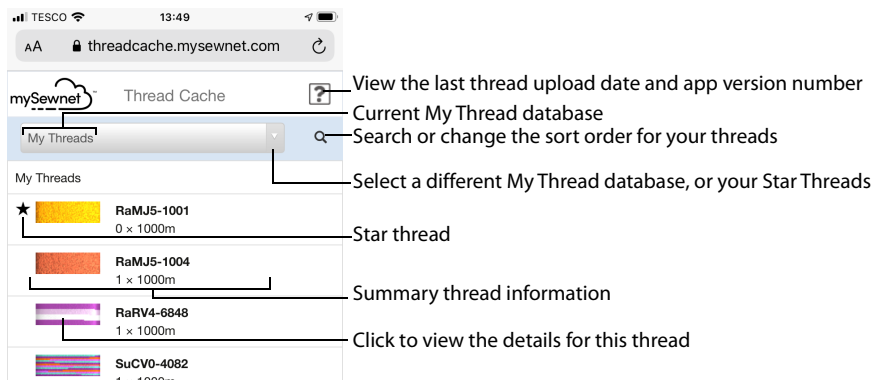 TESCO 13:49
AA threadcache.mysewnet.com
mySewnet™ Thread Cache ?
View the last thread upload date and app version number
Current My Thread database
My Threads
Search or change the sort order for your threads
My Threads
Select a different My Thread database, or your Star Threads
RaMJ5-1001
0 × 1000m
Star thread
RaMJ5-1004
1 × 1000m
Summary thread information
RaRV4-6848
1 × 1000m
Click to view the details for this thread
SuCV0-4082
1 × 1000m